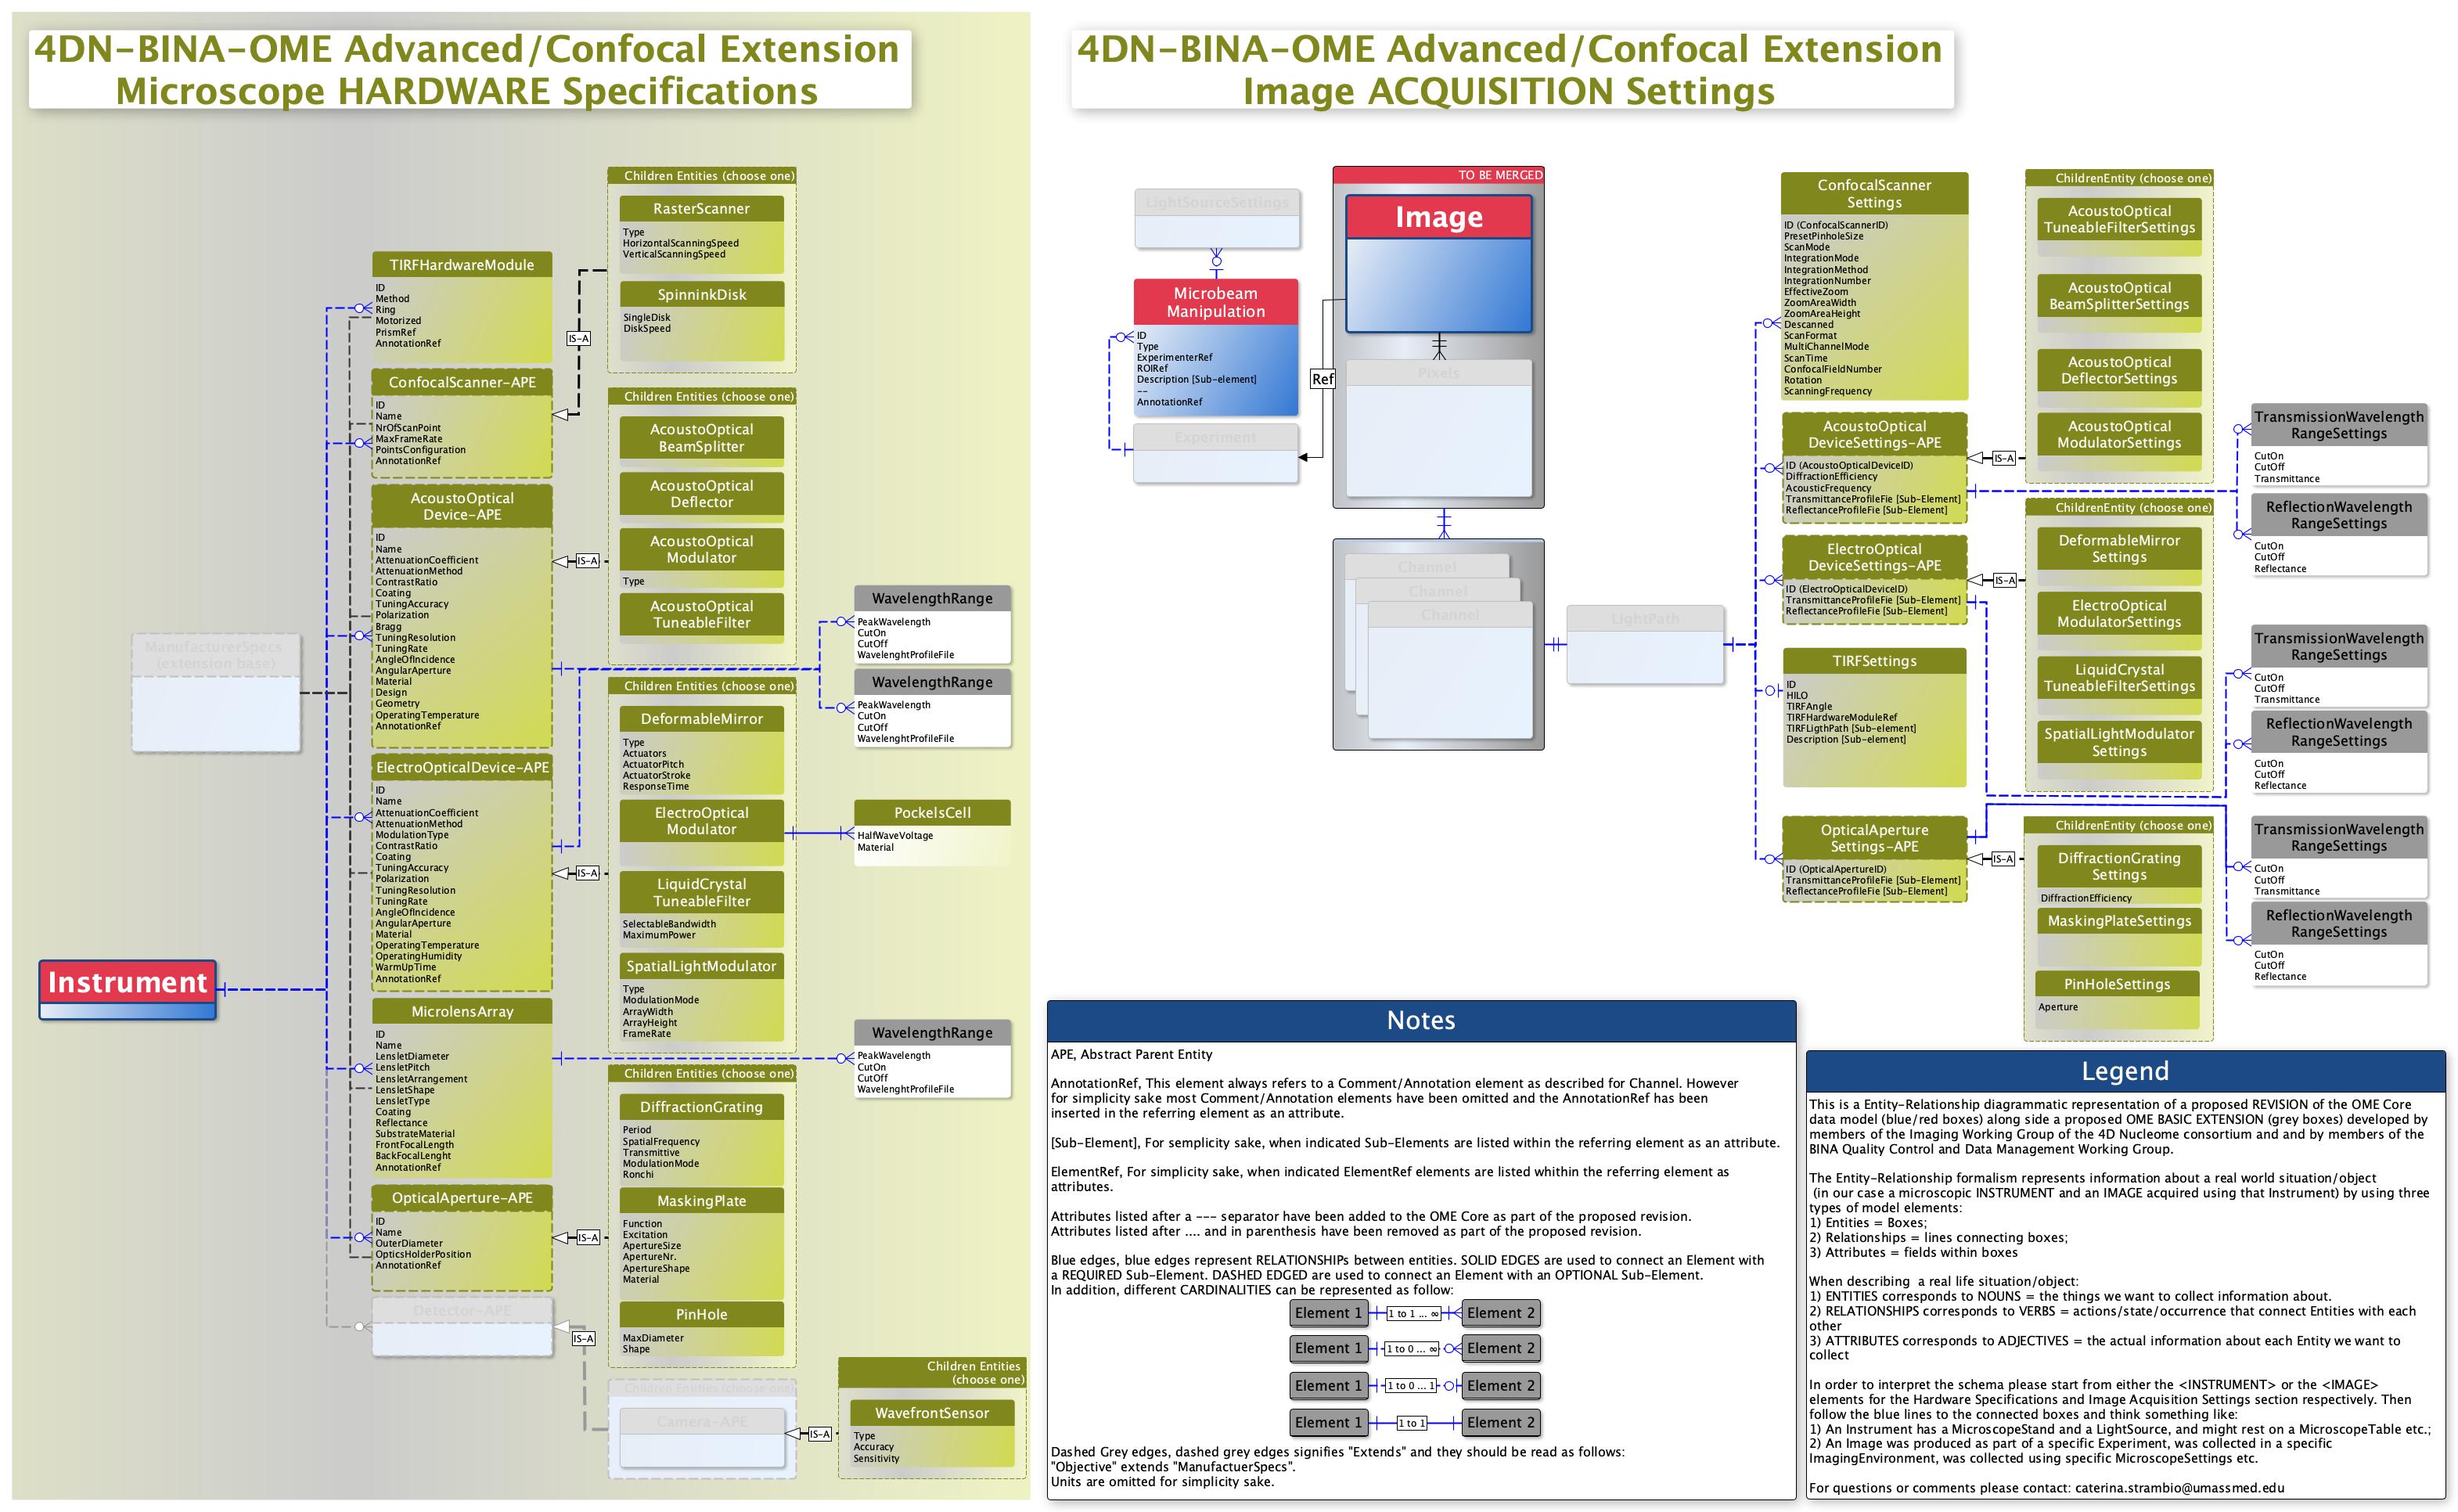 4DN-BINA-OME Advanced/Confocal Extension
Microscope HARDWARE Specifications
Children Entities (choose one)
RasterScanner
Type
HorizontalScanningSpeed
VerticalScanningSpeed
SpinninkDisk
SingleDisk
DiskSpeed
IS-A
TIRFHardwareModule
ID
Method
Ring
Motorized
PrismRef
AnnotationRef
ConfocalScanner-APE
ID
Name
NrOfScanPoint
MaxFrameRate
PointsConfiguration
AnnotationRef
Children Entities (choose one)
AcoustoOptical
BeamSplitter
AcoustoOptical
Deflector
AcoustoOptical
Modulator
Type
AcoustoOptical
TuneableFilter
IS-A
AcoustoOptical
Device-APE
ID
Name
AttenuationCoefficient
AttenuationMethod
ContrastRatio
Coating
TuningAccuracy
Polarization
Bragg
TuningResolution
TuningRate
AngleOfIncidence
AngularAperture
Material
Design
Geometry
OperatingTemperature
AnnotationRef
ManufacturerSpecs
(extension base)
WavelengthRange
PeakWavelength
CutOn
CutOff
WavelenghtProfileFile
WavelengthRange
PeakWavelength
CutOn
CutOff
WavelenghtProfileFile
Children Entities (choose one)
DeformableMirror
Type
Actuators
ActuatorPitch
ActuatorStroke
ResponseTime
ElectroOptical
Modulator
PockelsCell
HalfWaveVoltage
Material
LiquidCrystal
TuneableFilter
SelectableBandwidth
MaximumPower
SpatialLightModulator
Type
ModulationMode
ArrayWidth
ArrayHeight
FrameRate
IS-A
ElectroOpticalDevice-APE
ID
Name
AttenuationCoefficient
AttenuationMethod
ModulationType
ContrastRatio
Coating
TuningAccuracy
Polarization
TuningResolution
TuningRate
AngleOfIncidence
AngularAperture
Material
OperatingTemperature
OperatingHumidity
WarmUpTime
AnnotationRef
Instrument
MicrolensArray
ID
Name
LensletDiameter
LensletPitch
LensletArrangement
LensletShape
LensletType
Coating
Reflectance
SubstrateMaterial
FrontFocalLength
BackFocalLenght
AnnotationRef
WavelengthRange
PeakWavelength
CutOn
CutOff
WavelenghtProfileFile
Children Entities (choose one)
DiffractionGrating
Period
SpatialFrequency
Transmittive
ModulationMode
Ronchi
MaskingPlate
Function
Excitation
ApertureSize
ApertureNr.
ApertureShape
Material
PinHole
MaxDiameter
Shape
IS-A
OpticalAperture-APE
ID
Name
OuterDiameter
OpticsHolderPosition
AnnotationRef
Detector-APE
IS-A
Children Entities (choose one)
Camera-APE
IS-A
Children Entities
(choose one)
WavefrontSensor
Type
Accuracy
Sensitivity
4DN-BINA-OME Advanced/Confocal Extension
Image ACQUISITION Settings
LightSourceSettings
Microbeam
Manipulation
ID
Type
ExperimenterRef
ROIRef
Description [Sub-element]
--
AnnotationRef
Experiment
TO BE MERGED
Image
Ref
Pixels
Channel
Channel
Channel
LightPath
ConfocalScanner
Settings
ID (ConfocalScannerID)
PresetPinholeSize
ScanMode
IntegrationMode
IntegrationMethod
IntegrationNumber
EffectiveZoom
ZoomAreaWidth
ZoomAreaHeight
Descanned
ScanFormat
MultiChannelMode
ScanTime
ConfocalFieldNumber
Rotation
ScanningFrequency
AcoustoOptical
DeviceSettings-APE
ID (AcoustoOpticalDeviceID)
DiffractionEfficiency
AcousticFrequency
TransmittanceProfileFie [Sub-Element]
ReflectanceProfileFie [Sub-Element]
ElectroOptical
DeviceSettings-APE
ID (ElectroOpticalDeviceID)
TransmittanceProfileFie [Sub-Element]
ReflectanceProfileFie [Sub-Element]
TIRFSettings
ID
HILO
TIRFAngle
TIRFHardwareModuleRef
TIRFLigthPath [Sub-element]
Description [Sub-element]
OpticalAperture
Settings-APE
ID (OpticalApertureID)
TransmittanceProfileFie [Sub-Element]
ReflectanceProfileFie [Sub-Element]
ChildrenEntity (choose one)
AcoustoOptical
TuneableFilterSettings
AcoustoOptical
BeamSplitterSettings
AcoustoOptical
DeflectorSettings
AcoustoOptical
ModulatorSettings
IS-A
ChildrenEntity (choose one)
DeformableMirror
Settings
ElectroOptical
ModulatorSettings
LiquidCrystal
TuneableFilterSettings
SpatialLightModulator
Settings
IS-A
ChildrenEntity (choose one)
DiffractionGrating
Settings
DiffractionEfficiency
MaskingPlateSettings
PinHoleSettings
Aperture
IS-A
TransmissionWavelength
RangeSettings
CutOn
CutOff
Transmittance
ReflectionWavelength
RangeSettings
CutOn
CutOff
Reflectance
TransmissionWavelength
RangeSettings
CutOn
CutOff
Transmittance
ReflectionWavelength
RangeSettings
CutOn
CutOff
Reflectance
TransmissionWavelength
RangeSettings
CutOn
CutOff
Transmittance
ReflectionWavelength
RangeSettings
CutOn
CutOff
Reflectance
Notes
APE, Abstract Parent Entity
AnnotationRef, This element always refers to a Comment/Annotation element as described for Channel. However
for simplicity sake most Comment/Annotation elements have been omitted and the AnnotationRef has been
inserted in the referring element as an attribute.
[Sub-Element], For semplicity sake, when indicated Sub-Elements are listed within the referring element as an attribute.
ElementRef, For simplicity sake, when indicated ElementRef elements are listed whithin the referring element as
attributes.
Attributes listed after a --- separator have been added to the OME Core as part of the proposed revision.
Attributes listed after .... and in parenthesis have been removed as part of the proposed revision.
Blue edges, blue edges represent RELATIONSHIPs between entities. SOLID EDGES are used to connect an Element with
a REQUIRED Sub-Element. DASHED EDGED are used to connect an Element with an OPTIONAL Sub-Element.
In addition, different CARDINALITIES can be represented as follow:
Element 1 1 to 1 ... ∞ Element 2
Element 1 1 to 0 ... ∞ Element 2
Element 1 1 to 0 ... 1 Element 2
Element 1 1 to 1 Element 2
Dashed Grey edges, dashed grey edges signifies "Extends" and they should be read as follows:
"Objective" extends "ManufactuerSpecs".
Units are omitted for simplicity sake.
Legend
This is a Entity-Relationship diagrammatic representation of a proposed REVISION of the OME Core
data model (blue/red boxes) along side a proposed OME BASIC EXTENSION (grey boxes) developed by
members of the Imaging Working Group of the 4D Nucleome consortium and and by members of the
BINA Quality Control and Data Management Working Group.
The Entity-Relationship formalism represents information about a real world situation/object
(in our case a microscopic INSTRUMENT and an IMAGE acquired using that Instrument) by using three
types of model elements:
1) Entities = Boxes;
2) Relationships = lines connecting boxes;
3) Attributes = fields within boxes
When describing a real life situation/object:
1) ENTITIES corresponds to NOUNS = the things we want to collect information about.
2) RELATIONSHIPS corresponds to VERBS = actions/state/occurrence that connect Entities with each
other
3) ATTRIBUTES corresponds to ADJECTIVES = the actual information about each Entity we want to
collect
In order to interpret the schema please start from either the <INSTRUMENT> or the <IMAGE>
elements for the Hardware Specifications and Image Acquisition Settings section respectively. Then
follow the blue lines to the connected boxes and think something like:
1) An Instrument has a MicroscopeStand and a LightSource, and might rest on a MicroscopeTable etc.;
2) An Image was produced as part of a specific Experiment, was collected in a specific
ImagingEnvironment, was collected using specific MicroscopeSettings etc.
For questions or comments please contact: caterina.strambio@umassmed.edu